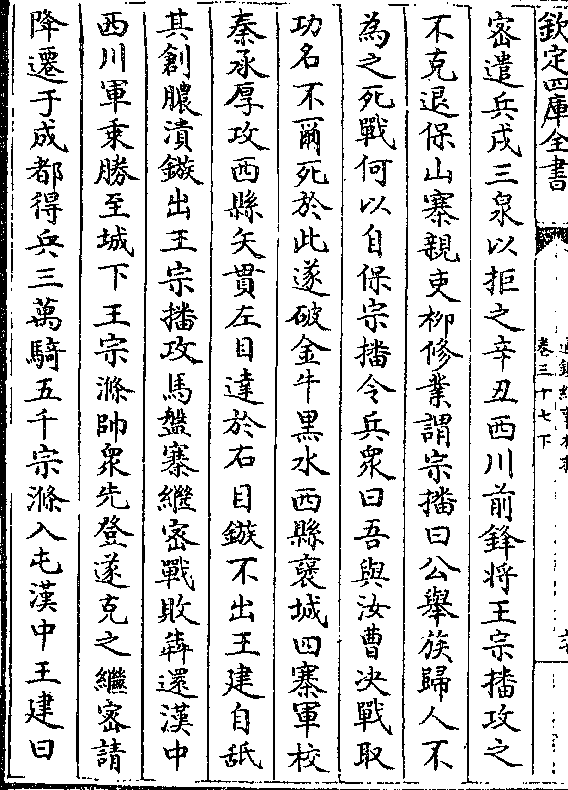 欽定四庫全書
卷三十七下
密遣兵戍三泉以拒之辛丑西川前鋒将王宗播攻之
不克退保山寨親吏柳修業謂宗播曰公舉族歸人不
為之死戰何以自保宗播令兵衆曰吾與汝曹决戰取
功名不爾死於此遂破金牛黑水西縣襃城四寨軍校
秦承厚攻西縣矢貫左目達於右目鏃不出王建自舐
其創膿潰鏃出王宗播攻馬盤寨繼密戰敗犇還漢中
西川軍乘勝至城下王宗滌帥衆先登遂克之繼密請
降遷于成都得兵三萬騎五千宗滌入屯漢中王建曰